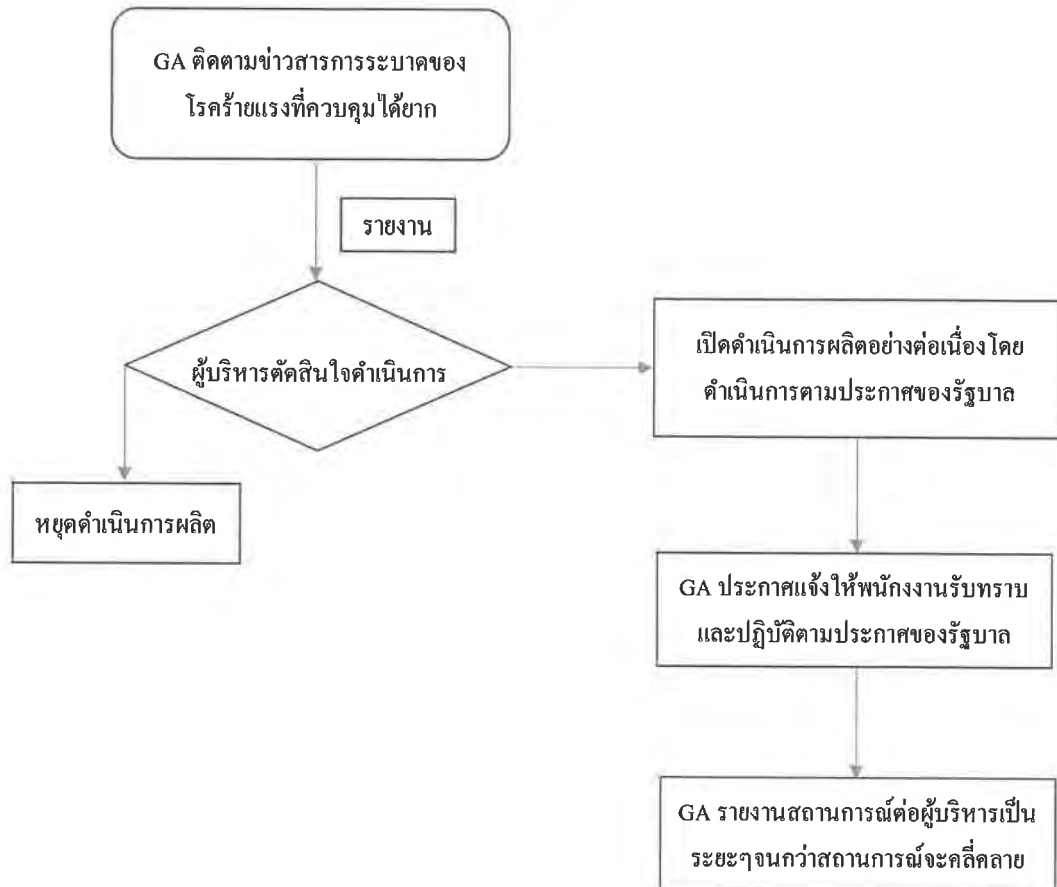 GA ติดตามข่าวสารการระบาดของ
โรคร้ายแรงที่ควบคุมได้ยาก
รายงาน
ผู้บริหารตัดสินใจดำเนินการ
เปิดดำเนินการผลิตอย่างต่อเนื่องโดย
ดำเนินการตามประกาศของรัฐบาล
หยุดดำเนินการผลิต
GA ประกาศแจ้งให้พนักงงานรับทราบ
และปฏิบัติตามประกาศของรัฐบาล
GA รายงานสถานการณ์ต่อผู้บริหารเป็น
ระยะๆจนกว่าสถานการณ์จะคลี่คลาย